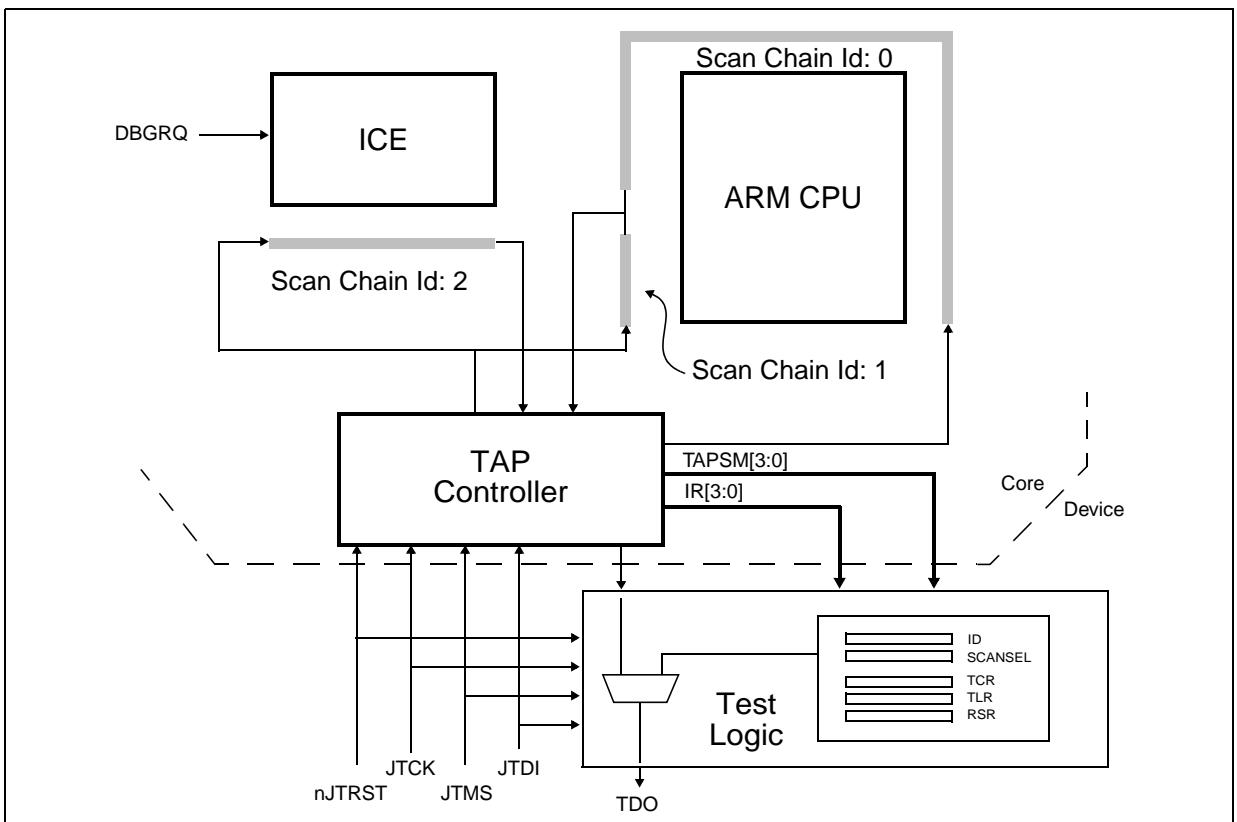 Scan Chain Id: 0
DBGRQ
ICE
ARM CPU
Scan Chain Id: 2
Scan Chain Id: 1
TAP
Controller
TAPSM[3:0]
IR[3:0]
Core
Device
ID
SCANSEL
TCR
TLR
RSR
Test
Logic
nJTRST
JTCK
JTMS
JTDI
TDO